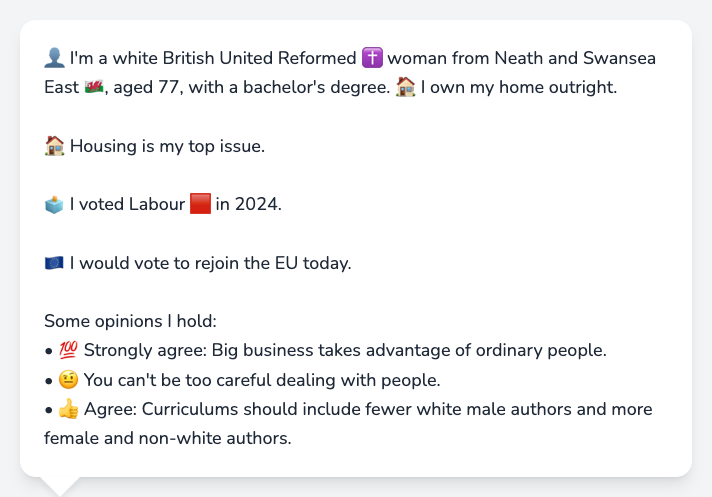 👤 I'm a white British United Reformed ✝️ woman from Neath and Swansea
East 🏴󠁧󠁢󠁷󠁬󠁳󠁿, aged 77, with a bachelor's degree. 🏠 I own my home outright.
🏠 Housing is my top issue.
🗳️ I voted Labour 🟥 in 2024.
🇪🇺 I would vote to rejoin the EU today.
Some opinions I hold:
• 💯 Strongly agree: Big business takes advantage of ordinary people.
• 🤨 You can't be too careful dealing with people.
• 👍 Agree: Curriculums should include fewer white male authors and more
female and non-white authors.